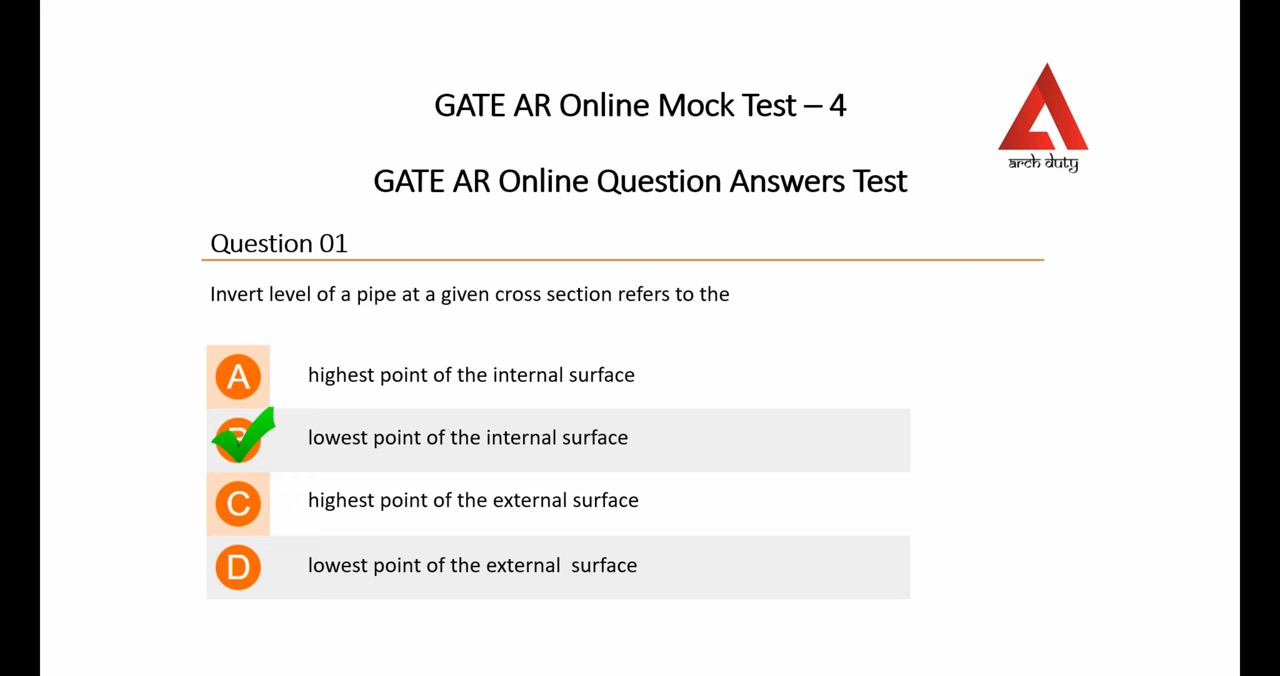 GATE AR Online Mock Test – 4
arch duty
GATE AR Online Question Answers Test
Question 01
Invert level of a pipe at a given cross section refers to the
A highest point of the internal surface
lowest point of the internal surface
C highest point of the external surface
D lowest point of the external surface